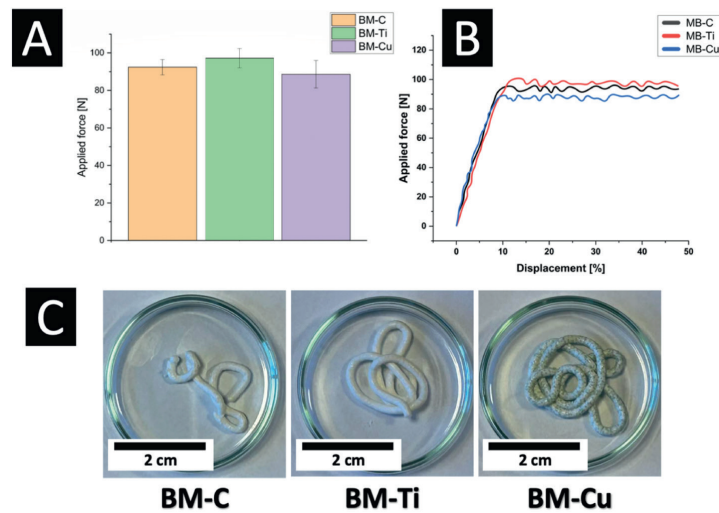 A
BM-C
BM-Ti
BM-Cu
Applied force [N]
100
80
60
40
20
0
B
MB-C
MB-Ti
MB-Cu
Applied force [N]
120
100
80
60
40
20
0
0 10 20 30 40 50
Displacement [%]
C
2 cm 2 cm 2 cm
BM-C BM-Ti BM-Cu